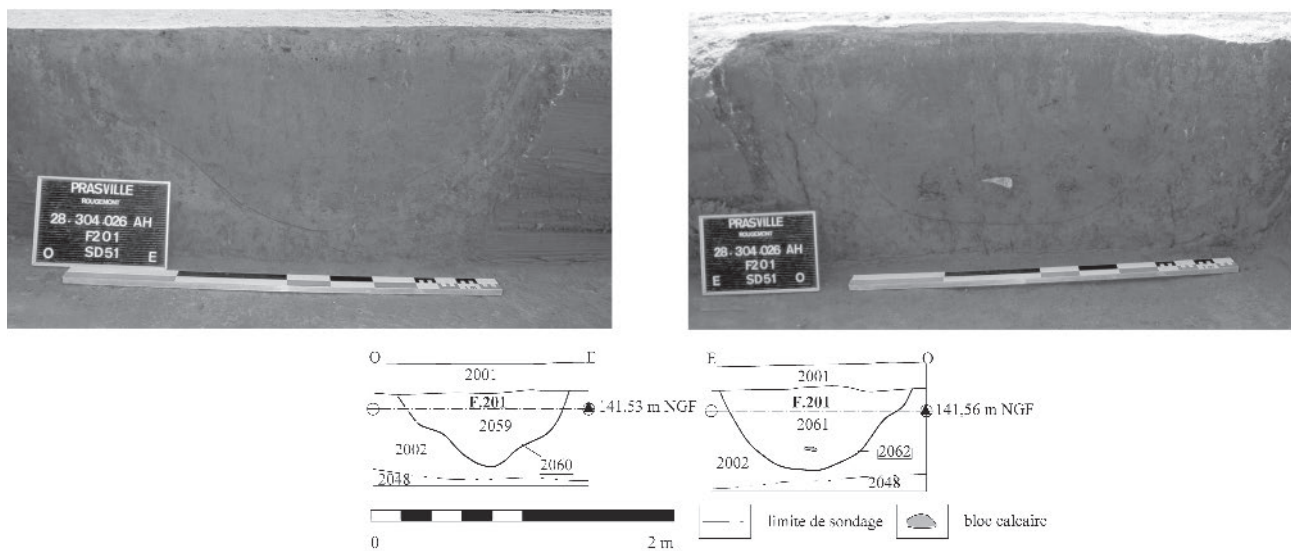 PRASVILLE
ROUGEMONT
28.304.026 AH
F201
SD51
O E
PRASVILLE
ROUGEMONT
28.304.026 AH
F201
E SD51 O
O E
2001
F.201
141.53 m NGF
2059
2002
2060
2048
E O
2001
F.201
141,56 m NGF
2061
2002
2062
2048
0 2 m
limite de sondage
bloc calcaire